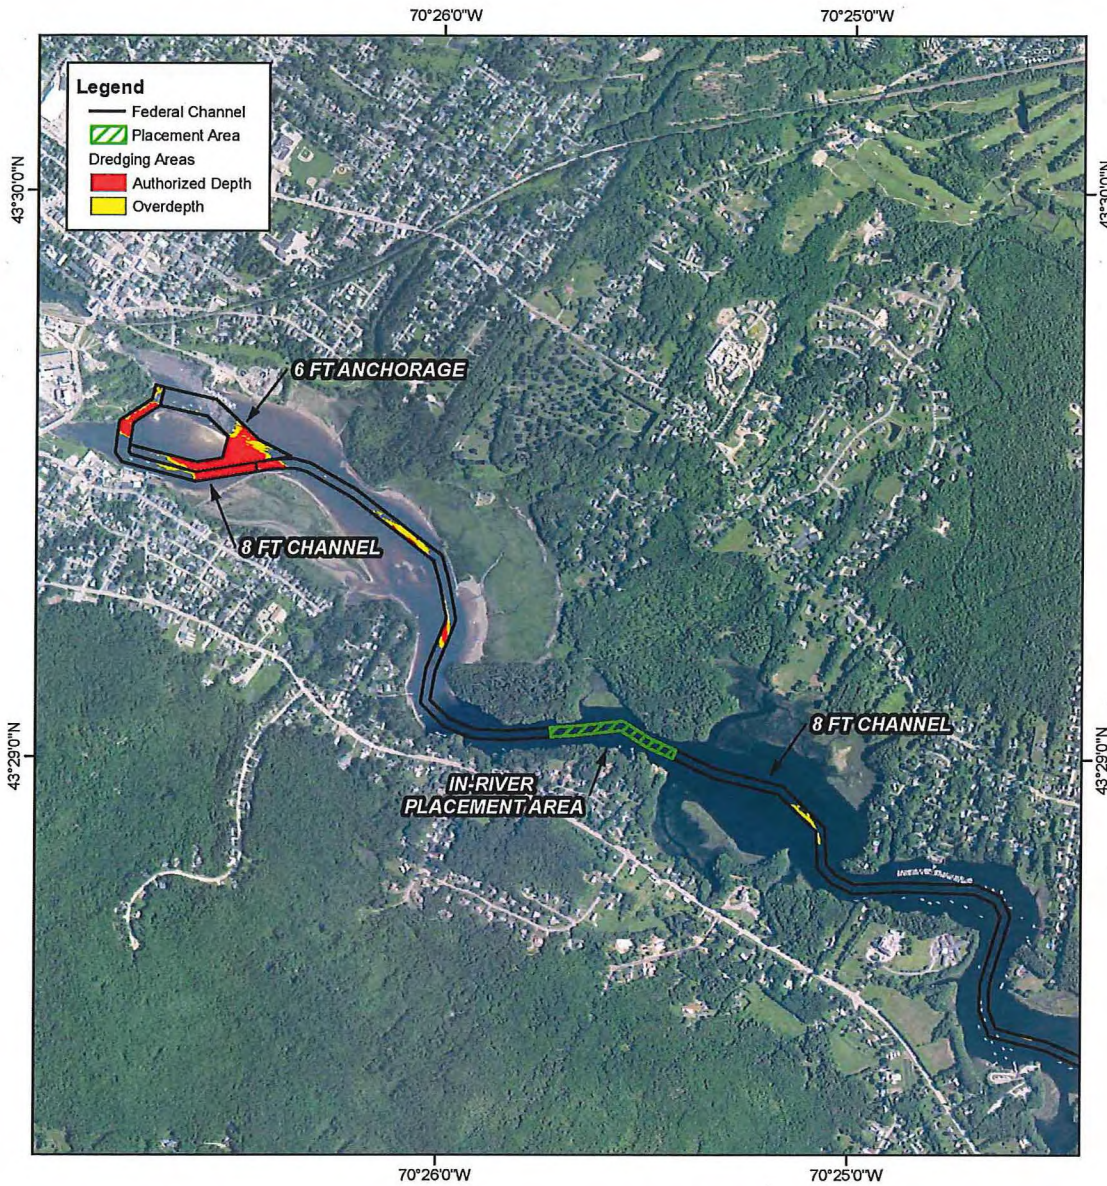 70°26'0"W
70°25'0"W
Legend
Federal Channel
Placement Area
Dredging Areas
Authorized Depth
Overdepth
43°30'0"N
43°30'0"N
6 FT ANCHORAGE
8 FT CHANNEL
8 FT CHANNEL
43°29'0"N
43°29'0"N
IN-RIVER
PLACEMENT AREA
70°26'0"W
70°25'0"W